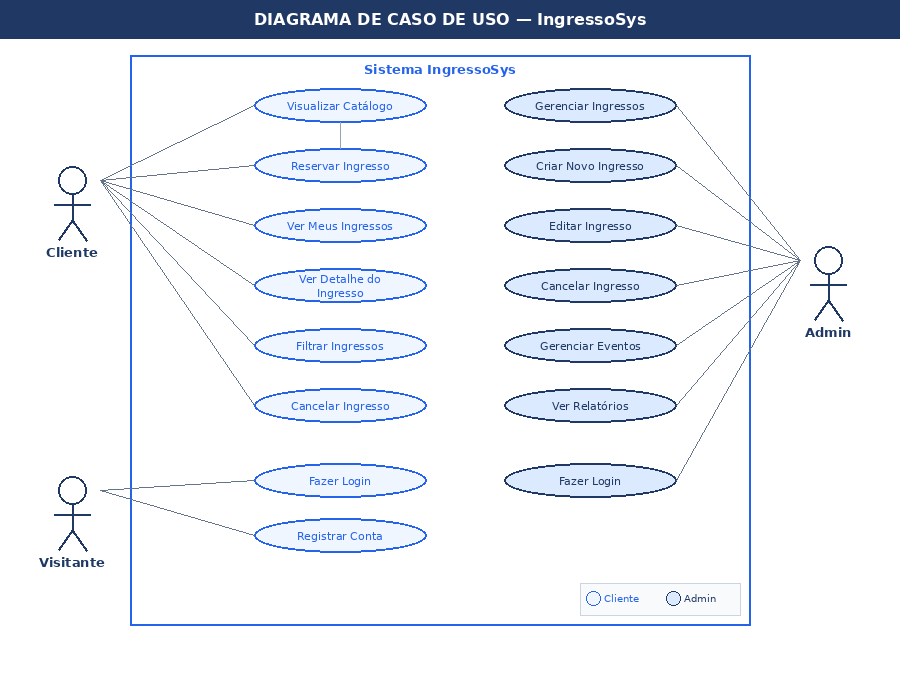 DIAGRAMA DE CASO DE USO — IngressoSys
Sistema IngressoSys
Visualizar Catálogo
Gerenciar Ingressos
Reservar Ingresso
Criar Novo Ingresso
Ver Meus Ingressos
Editar Ingresso
Cliente
Ver Detalhe do
Ingresso
Cancelar Ingresso
Admin
Filtrar Ingressos
Gerenciar Eventos
Cancelar Ingresso
Ver Relatórios
Fazer Login
Fazer Login
Registrar Conta
Visitante
Cliente
Admin